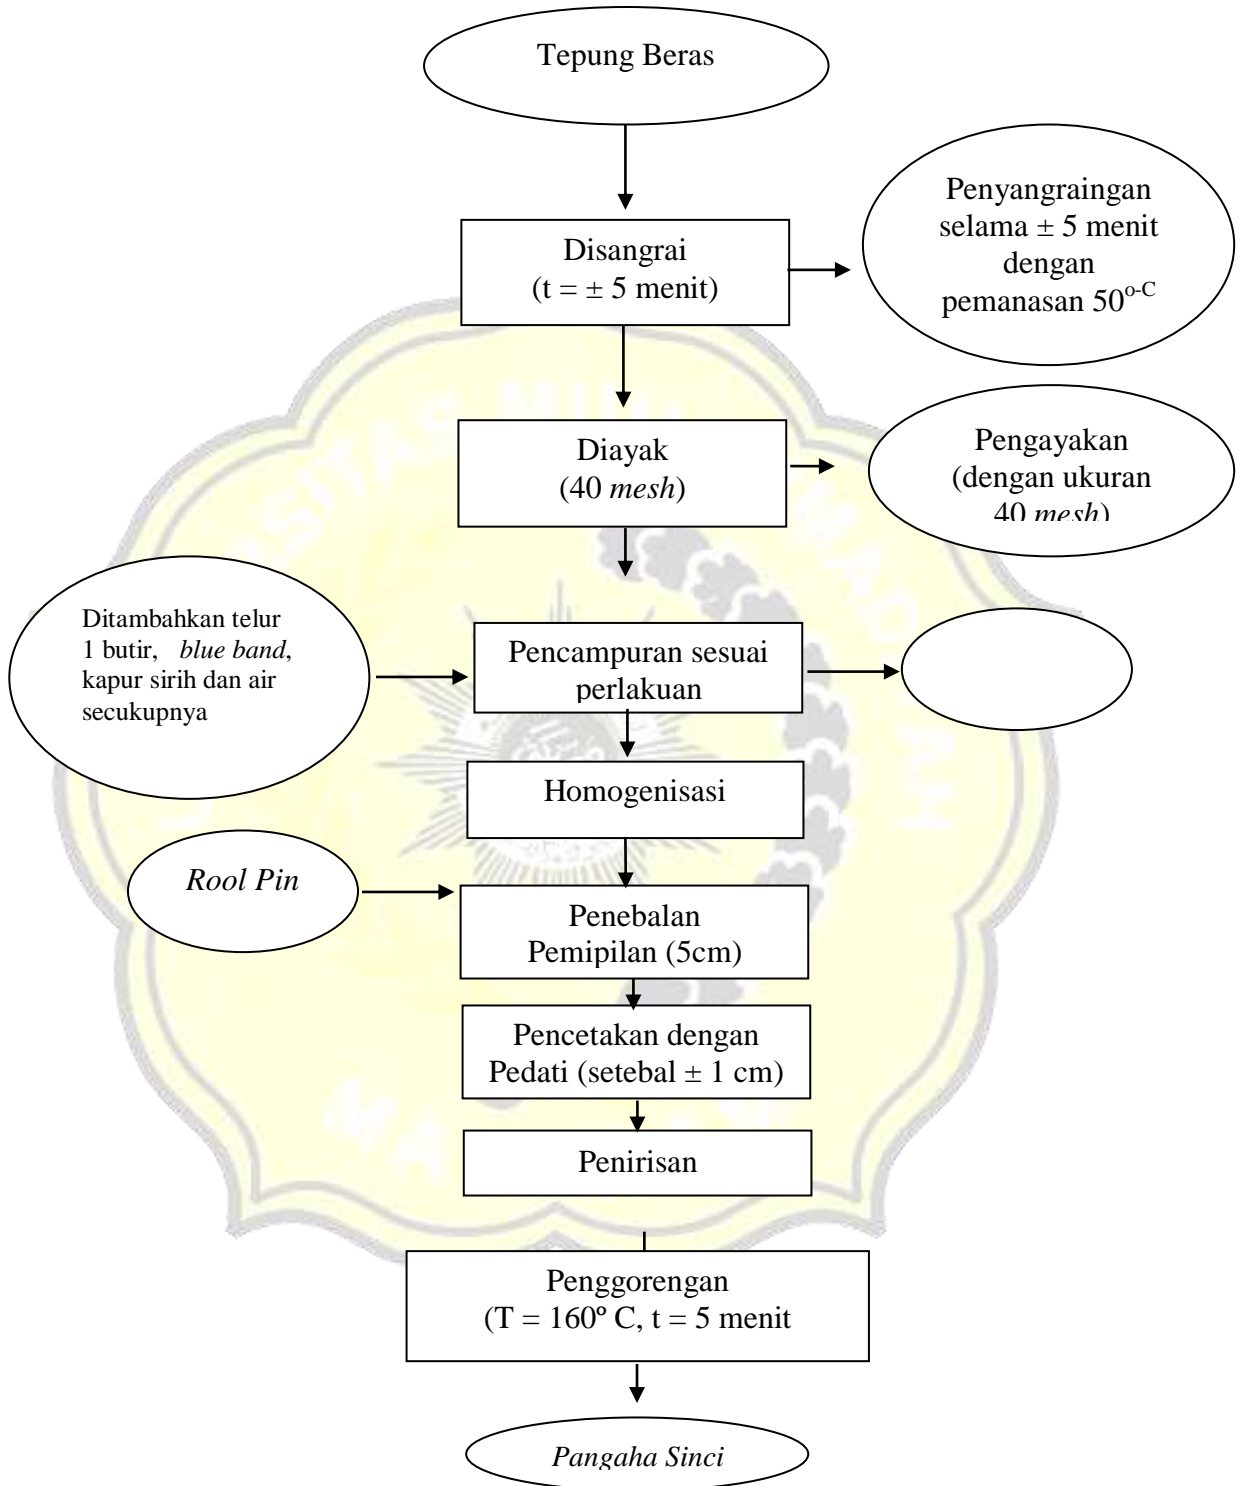 Tepung Beras
Disangrai
(t = ± 5 menit)
Penyangraingan
selama ± 5 menit
dengan
pemanasan 50o-C
Diayak
(40 mesh)
Pengayakan
(dengan ukuran
40 mesh)
Ditambahkan telur
1 butir, blue band,
kapur sirih dan air
secukupnya
Pencampuran sesuai
perlakuan
Homogenisasi
Rool Pin
Penebalan
Pemipilan (5cm)
Pencetakan dengan
Pedati (setebal ± 1 cm)
Penirisan
Penggorengan
(T = 160º C, t = 5 menit
Pangaha Sinci